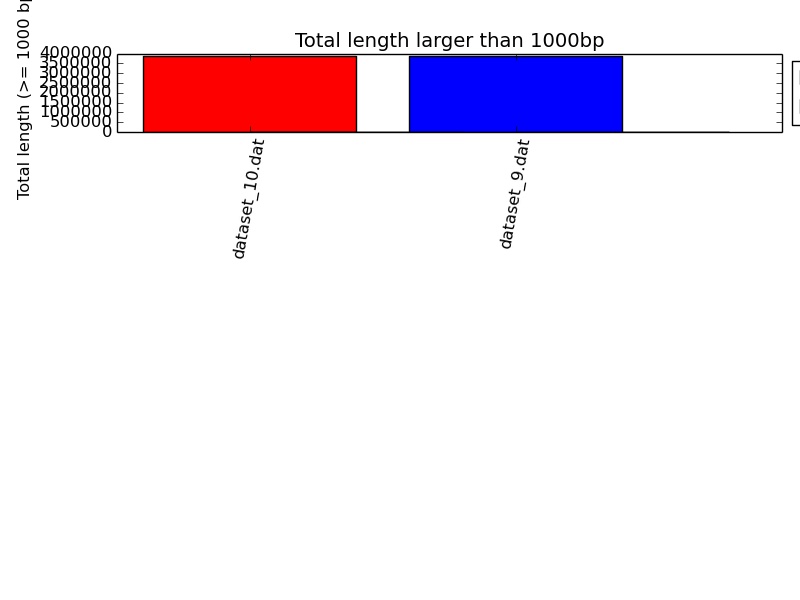 Total length larger than 1000bp
Total length (>= 1000 bp
4000000
3500000
3000000
2500000
2000000
1500000
1000000
500000
0
dataset_10.dat
dataset_9.dat